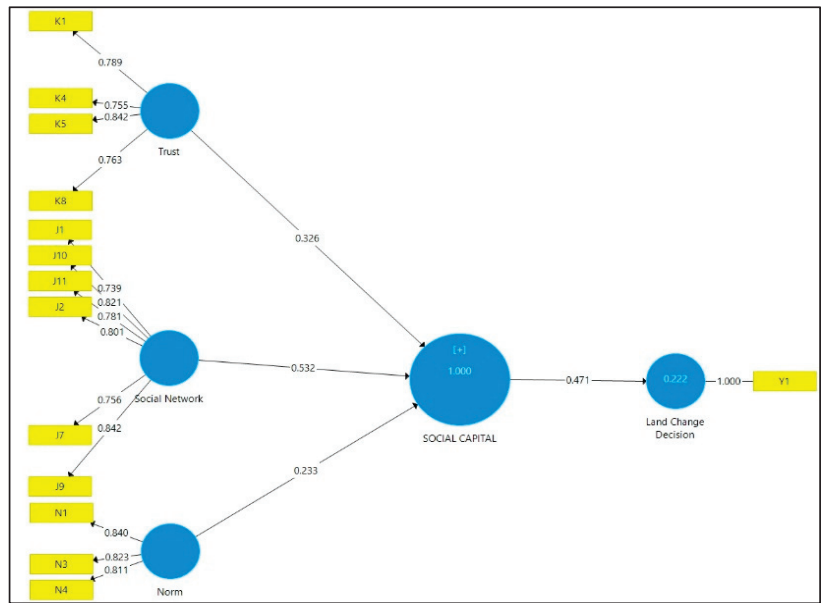 K1
0.789
K4
0.755
K5
0.842
Trust
0.763
K8
J1
J10
0.739
J11
0.821
0.781
J2
0.801
0.326
Social Network
0.532
0.756
J7
0.842
J9
[+]
1.000
SOCIAL CAPITAL
0.471
0.222
Land Change
Decision
1.000
Y1
0.233
N1
0.840
N3
0.823
0.811
N4
Norm